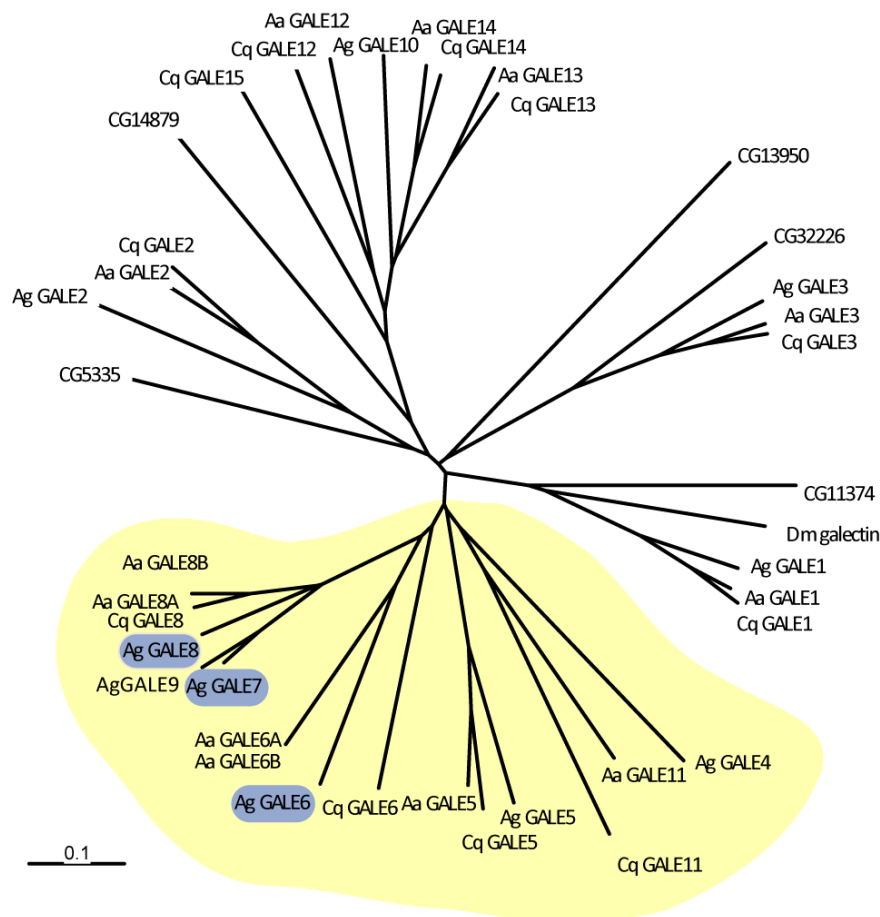 Aa GALE12
Aa GALE14
Cq GALE12
Ag GALE10
Cq GALE14
Cq GALE15
Aa GALE13
Cq GALE13
CG14879
CG13950
CG32226
Cq GALE2
Aa GALE2
Ag GALE2
Ag GALE3
Aa GALE3
Cq GALE3
CG5335
CG11374
Dm galectin
Ag GALE1
Aa GALE1
Cq GALE1
Aa GALE8B
Aa GALE8A
Cq GALE8
Ag GALE8
AgGALE9
Ag GALE7
Aa GALE6A
Aa GALE6B
Ag GALE6
Cq GALE6
Aa GALE5
Ag GALE5
Cq GALE5
Aa GALE11
Ag GALE4
Cq GALE11
0.1